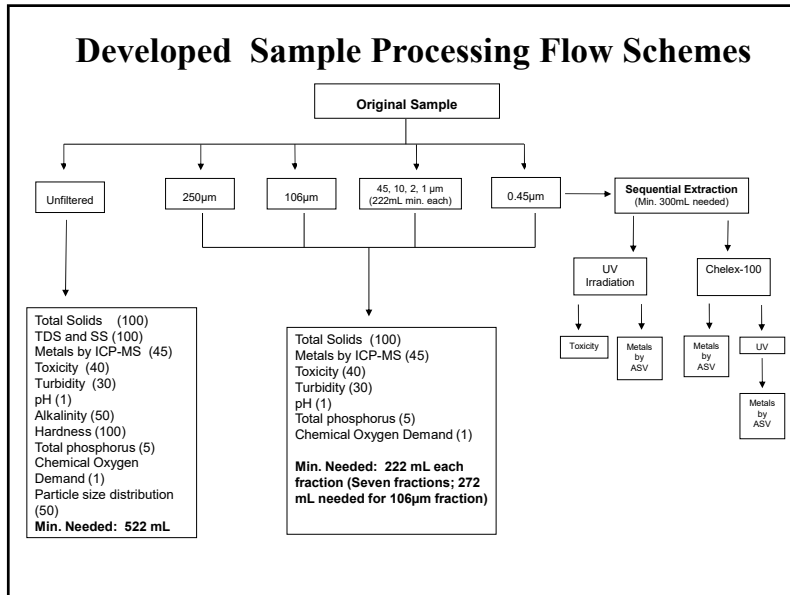 Developed Sample Processing Flow Schemes
Original Sample
Unfiltered
250µm
106µm
45, 10, 2, 1 µm
(222mL min. each)
0.45µm
Sequential Extraction
(Min. 300mL needed)
UV
Irradiation
Chelex-100
Toxicity
Metals
by
ASV
Metals
by
ASV
UV
Metals
by
ASV
Total Solids (100)
TDS and SS (100)
Metals by ICP-MS (45)
Toxicity (40)
Turbidity (30)
pH (1)
Alkalinity (50)
Hardness (100)
Total phosphorus (5)
Chemical Oxygen
Demand (1)
Particle size distribution
(50)
Min. Needed: 522 mL
Total Solids (100)
Metals by ICP-MS (45)
Toxicity (40)
Turbidity (30)
pH (1)
Total phosphorus (5)
Chemical Oxygen Demand (1)
Min. Needed: 222 mL each
fraction (Seven fractions; 272
mL needed for 106µm fraction)